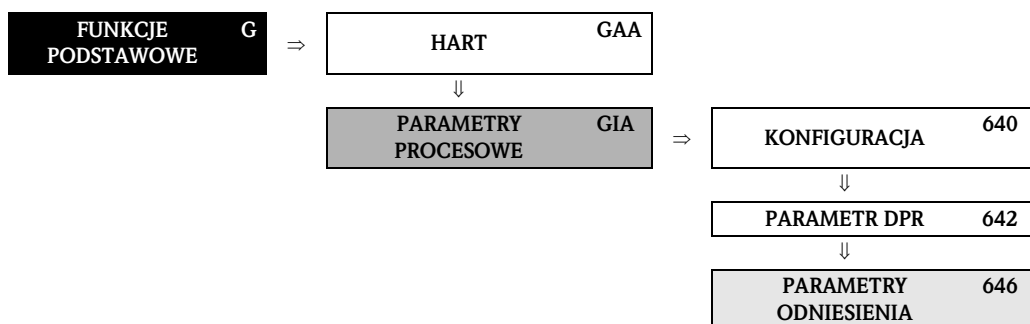 FUNKCJE PODSTAWOWE G
⇒
HART GAA
⇓
PARAMETRY PROCESOWE GIA
⇒
KONFIGURACJA 640
⇓
PARAMETR DPR 642
⇓
PARAMETRY ODNIESIENIA 646